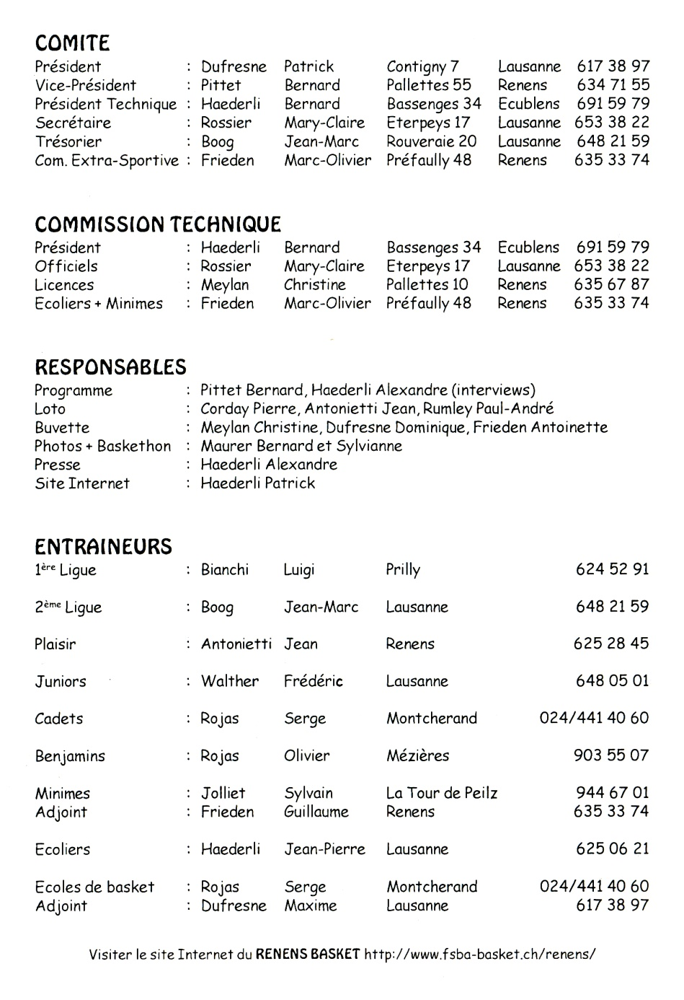 COMITE
Président : Dufresne Patrick Contigny 7 Lausanne 617 38 97
Vice-Président : Pittet Bernard Pallettes 55 Renens 634 71 55
Président Technique : Haederli Bernard Bassenges 34 Ecublens 691 59 79
Secrétaire : Rossier Mary-Claire Eterpeys 17 Lausanne 653 38 22
Trésorier : Boog Jean-Marc Rouveraie 20 Lausanne 648 21 59
Com. Extra-Sportive : Frieden Marc-Olivier Préfaully 48 Renens 635 33 74
COMMISSION TECHNIQUE
Président : Haederli Bernard Bassenges 34 Ecublens 691 59 79
Officiels : Rossier Mary-Claire Eterpeys 17 Lausanne 653 38 22
Licences : Meylan Christine Pallettes 10 Renens 635 67 87
Ecoliers + Minimes : Frieden Marc-Olivier Préfaully 48 Renens 635 33 74
RESPONSABLES
Programme : Pittet Bernard, Haederli Alexandre (interviews)
Loto : Corday Pierre, Antonietti Jean, Rumley Paul-André
Buvette : Meylan Christine, Dufresne Dominique, Frieden Antoinette
Photos + Baskethon : Maurer Bernard et Sylvianne
Presse : Haederli Alexandre
Site Internet : Haederli Patrick
ENTRAINEURS
1ère Ligue : Bianchi Luigi Prilly 624 52 91
2ème Ligue : Boog Jean-Marc Lausanne 648 21 59
Plaisir : Antonietti Jean Renens 625 28 45
Juniors : Walther Frédéric Lausanne 648 05 01
Cadets : Rojas Serge Montcherand 024/441 40 60
Benjamins : Rojas Olivier Mézières 903 55 07
Minimes : Jolliet Sylvain La Tour de Peilz 944 67 01
Adjoint : Frieden Guillaume Renens 635 33 74
Ecoliers : Haederli Jean-Pierre Lausanne 625 06 21
Ecoles de basket : Rojas Serge Montcherand 024/441 40 60
Adjoint : Dufresne Maxime Lausanne 617 38 97
Visiter le site Internet du RENENS BASKET http://www.fsba-basket.ch/renens/